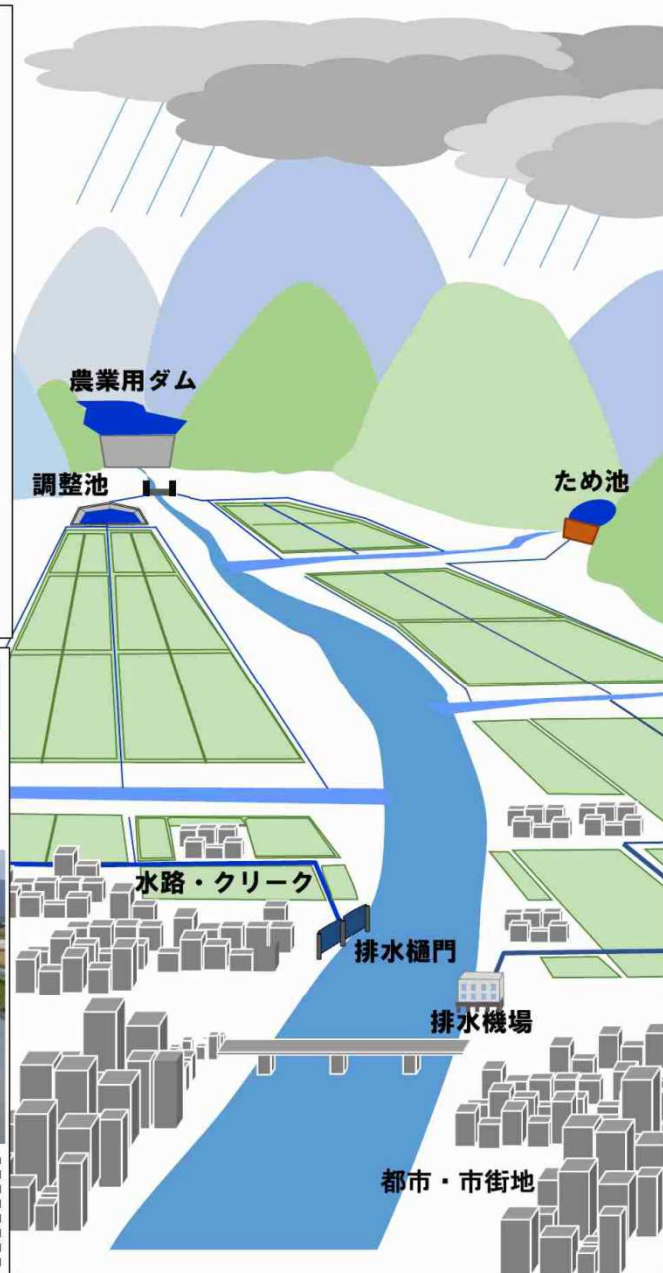 農業用ダム
調整池
ため池
水路・クリーク
排水樋門
排水機場
都市・市街地